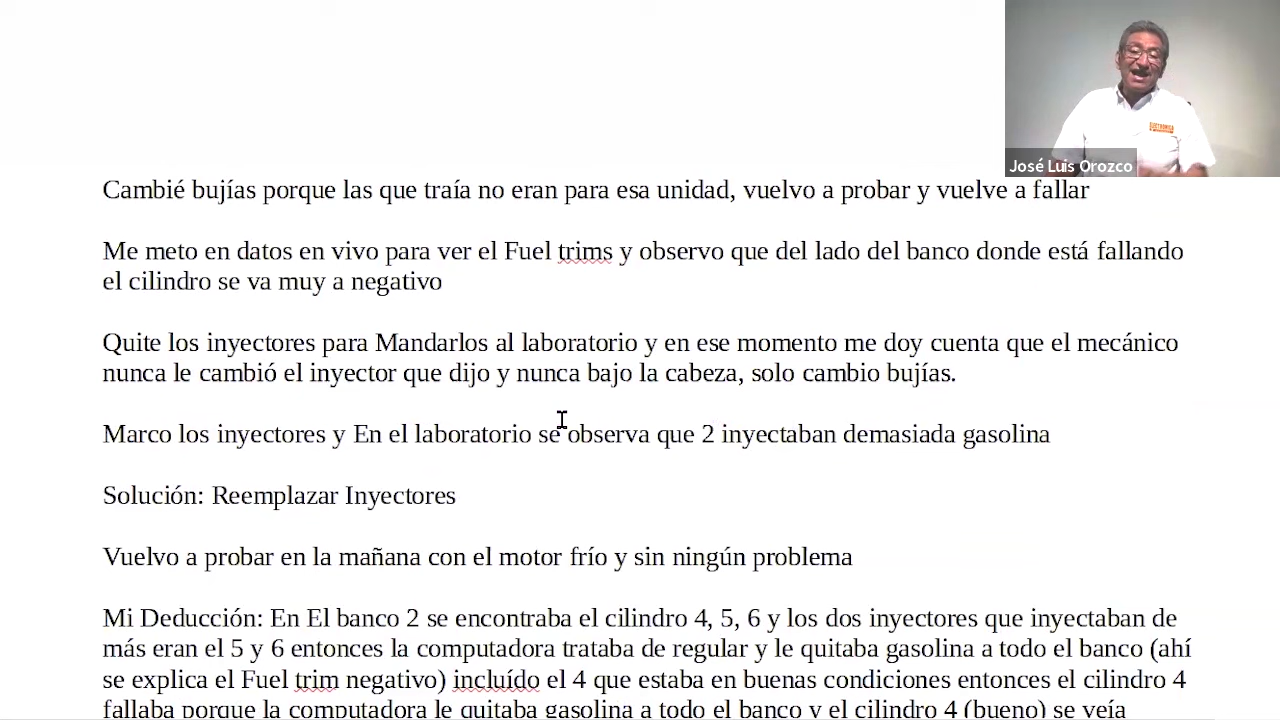 José Luis Orozco
Cambié bujías porque las que traía no eran para esa unidad, vuelvo a probar y vuelve a fallar
Me meto en datos en vivo para ver el Fuel trims y observo que del lado del banco donde está fallando
el cilindro se va muy a negativo
Quite los inyectores para Mandarlos al laboratorio y en ese momento me doy cuenta que el mecánico
nunca le cambió el inyector que dijo y nunca bajo la cabeza, solo cambio bujías.
Marco los inyectores y En el laboratorio se observa que 2 inyectaban demasiada gasolina
Solución: Reemplazar Inyectores
Vuelvo a probar en la mañana con el motor frío y sin ningún problema
Mi Deducción: En El banco 2 se encontraba el cilindro 4, 5, 6 y los dos inyectores que inyectaban de
más eran el 5 y 6 entonces la computadora trataba de regular y le quitaba gasolina a todo el banco (ahí
se explica el Fuel trim negativo) incluído el 4 que estaba en buenas condiciones entonces el cilindro 4
fallaba porque la computadora le quitaba gasolina a todo el banco y el cilindro 4 (bueno) se veía